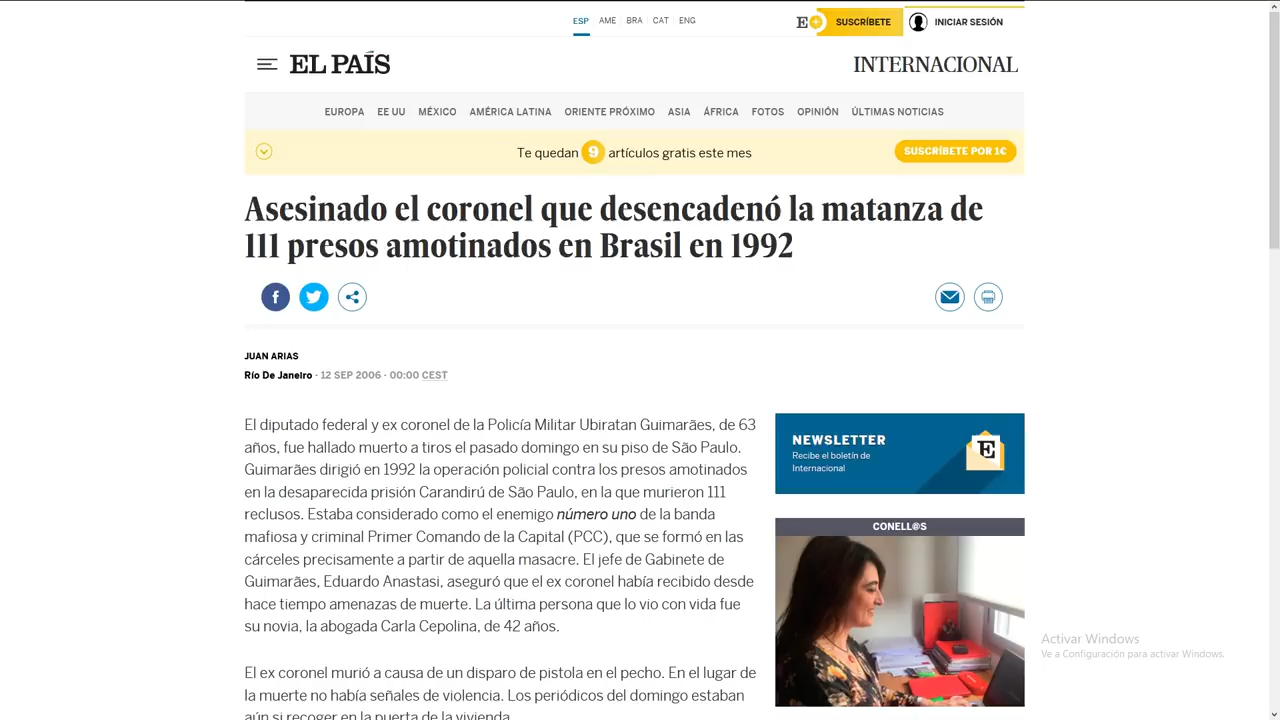 ESP AME BRA CAT ENG
E+ SUSCRÍBETE INICIAR SESIÓN
EL PAÍS
INTERNACIONAL
EUROPA EE UU MÉXICO AMÉRICA LATINA ORIENTE PRÓXIMO ASIA ÁFRICA FOTOS OPINIÓN ÚLTIMAS NOTICIAS
Te quedan 9 artículos gratis este mes
SUSCRÍBETE POR 1€
Asesinado el coronel que desencadenó la matanza de
111 presos amotinados en Brasil en 1992
JUAN ARIAS
Río De Janeiro - 12 SEP 2006 - 00:00 CEST
El diputado federal y ex coronel de la Policía Militar Ubiratan Guimarães, de 63
años, fue hallado muerto a tiros el pasado domingo en su piso de São Paulo.
Guimarães dirigió en 1992 la operación policial contra los presos amotinados
en la desaparecida prisión Carandirú de São Paulo, en la que murieron 111
reclusos. Estaba considerado como el enemigo número uno de la banda
mafiosa y criminal Primer Comando de la Capital (PCC), que se formó en las
cárceles precisamente a partir de aquella masacre. El jefe de Gabinete de
Guimarães, Eduardo Anastasi, aseguró que el ex coronel había recibido desde
hace tiempo amenazas de muerte. La última persona que lo vio con vida fue
su novia, la abogada Carla Cepolina, de 42 años.
El ex coronel murió a causa de un disparo de pistola en el pecho. En el lugar de
la muerte no había señales de violencia. Los periódicos del domingo estaban
aún si recoger en la puerta de la vivienda.
NEWSLETTER
Recibe el boletín de
Internacional
E
CONELL@S
Activar Windows
Ve a Configuración para activar Windows.